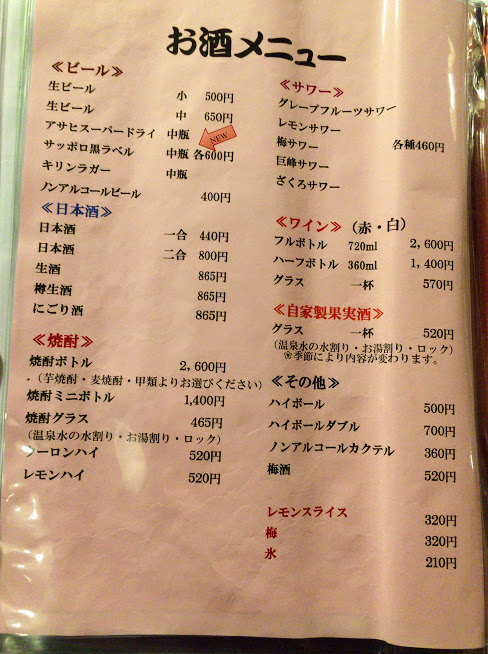 お酒メニュー
≪ビール≫
生ビール 小 500円
生ビール 中 650円
アサヒスーパードライ 中瓶
NEW
サッポロ黒ラベル 中瓶 各600円
キリンラガー 中瓶
ノンアルコールビール 400円
≪日本酒≫
日本酒 一合 440円
日本酒 二合 800円
生酒 865円
樽生酒 865円
にごり酒 865円
≪焼酎≫
焼酎ボトル 2,600円
(芋焼酎・麦焼酎・甲類よりお選びください)
焼酎ミニボトル 1,400円
焼酎グラス 465円
(温泉水の水割り・お湯割り・ロック)
ウーロンハイ 520円
レモンハイ 520円
≪サワー≫
グレープフルーツサワー
レモンサワー
梅サワー 各種460円
巨峰サワー
ざくろサワー
≪ワイン≫(赤・白)
フルボトル 720ml 2,600円
ハーフボトル 360ml 1,400円
グラス 一杯 570円
≪自家製果実酒≫
グラス 一杯 520円
(温泉水の水割り・お湯割り・ロック)
※季節により内容が変わります。
≪その他≫
ハイボール 500円
ハイボールダブル 700円
ノンアルコールカクテル 360円
梅酒 520円
レモンスライス 320円
梅 320円
氷 210円